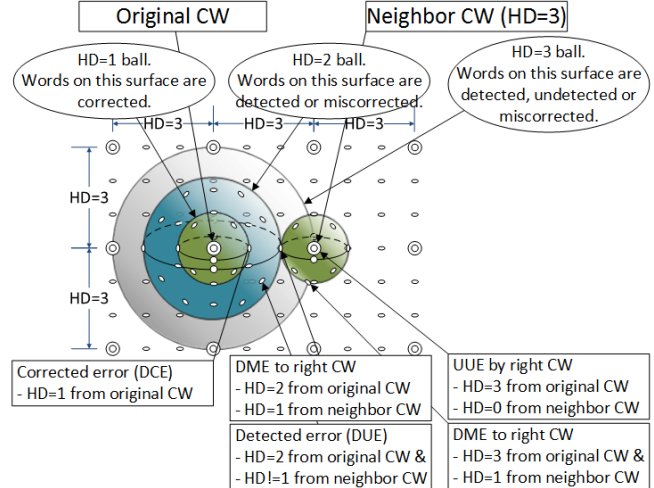 Original CW
Neighbor CW (HD=3)
HD=1 ball.
Words on this surface are
corrected.
HD=2 ball.
Words on this surface are
detected or miscorrected.
HD=3 ball.
Words on this surface are
detected, undetected or
miscorrected.
HD=3
HD=3
HD=3
HD=3
HD=3
Corrected error (DCE)
- HD=1 from original CW
DME to right CW
- HD=2 from original CW
- HD=1 from neighbor CW
UUE by right CW
- HD=3 from original CW
- HD=0 from neighbor CW
Detected error (DUE)
- HD=2 from original CW &
- HD!=1 from neighbor CW
DME to right CW
- HD=3 from original CW &
- HD=1 from neighbor CW